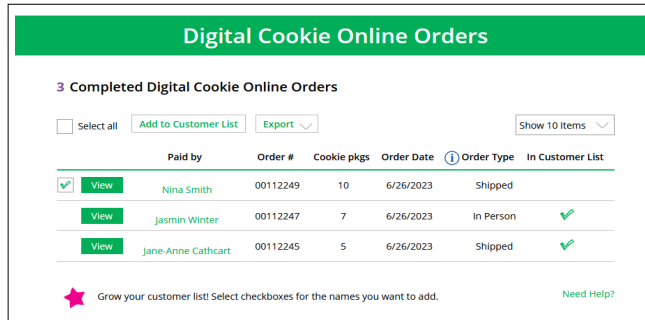 Digital Cookie Online Orders
3 Completed Digital Cookie Online Orders
Select all Add to Customer List Export Show 10 Items
Paid by Order # Cookie pkgs Order Date i Order Type In Customer List
View Nina Smith 00112249 10 6/26/2023 Shipped
View Jasmin Winter 00112247 7 6/26/2023 In Person
View Jane-Anne Cathcart 00112245 5 6/26/2023 Shipped
Grow your customer list! Select checkboxes for the names you want to add. Need Help?